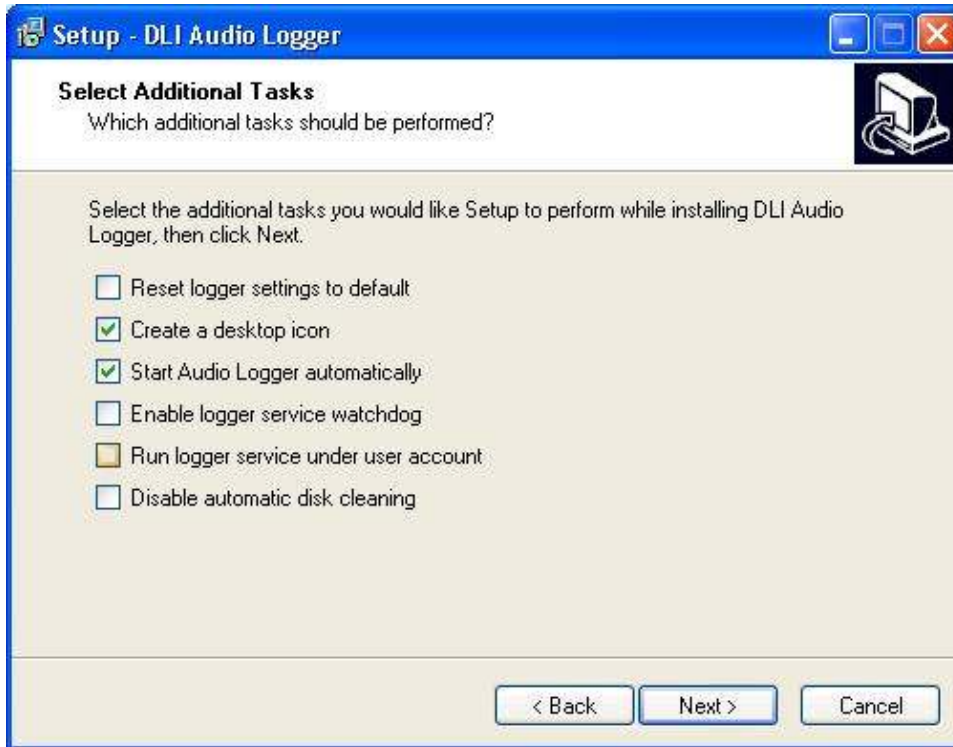 Setup - DLI Audio Logger
Select Additional Tasks
Which additional tasks should be performed?
Select the additional tasks you would like Setup to perform while installing DLI Audio
Logger, then click Next.
Reset logger settings to default
Create a desktop icon
Start Audio Logger automatically
Enable logger service watchdog
Run logger service under user account
Disable automatic disk cleaning
< Back
Next >
Cancel